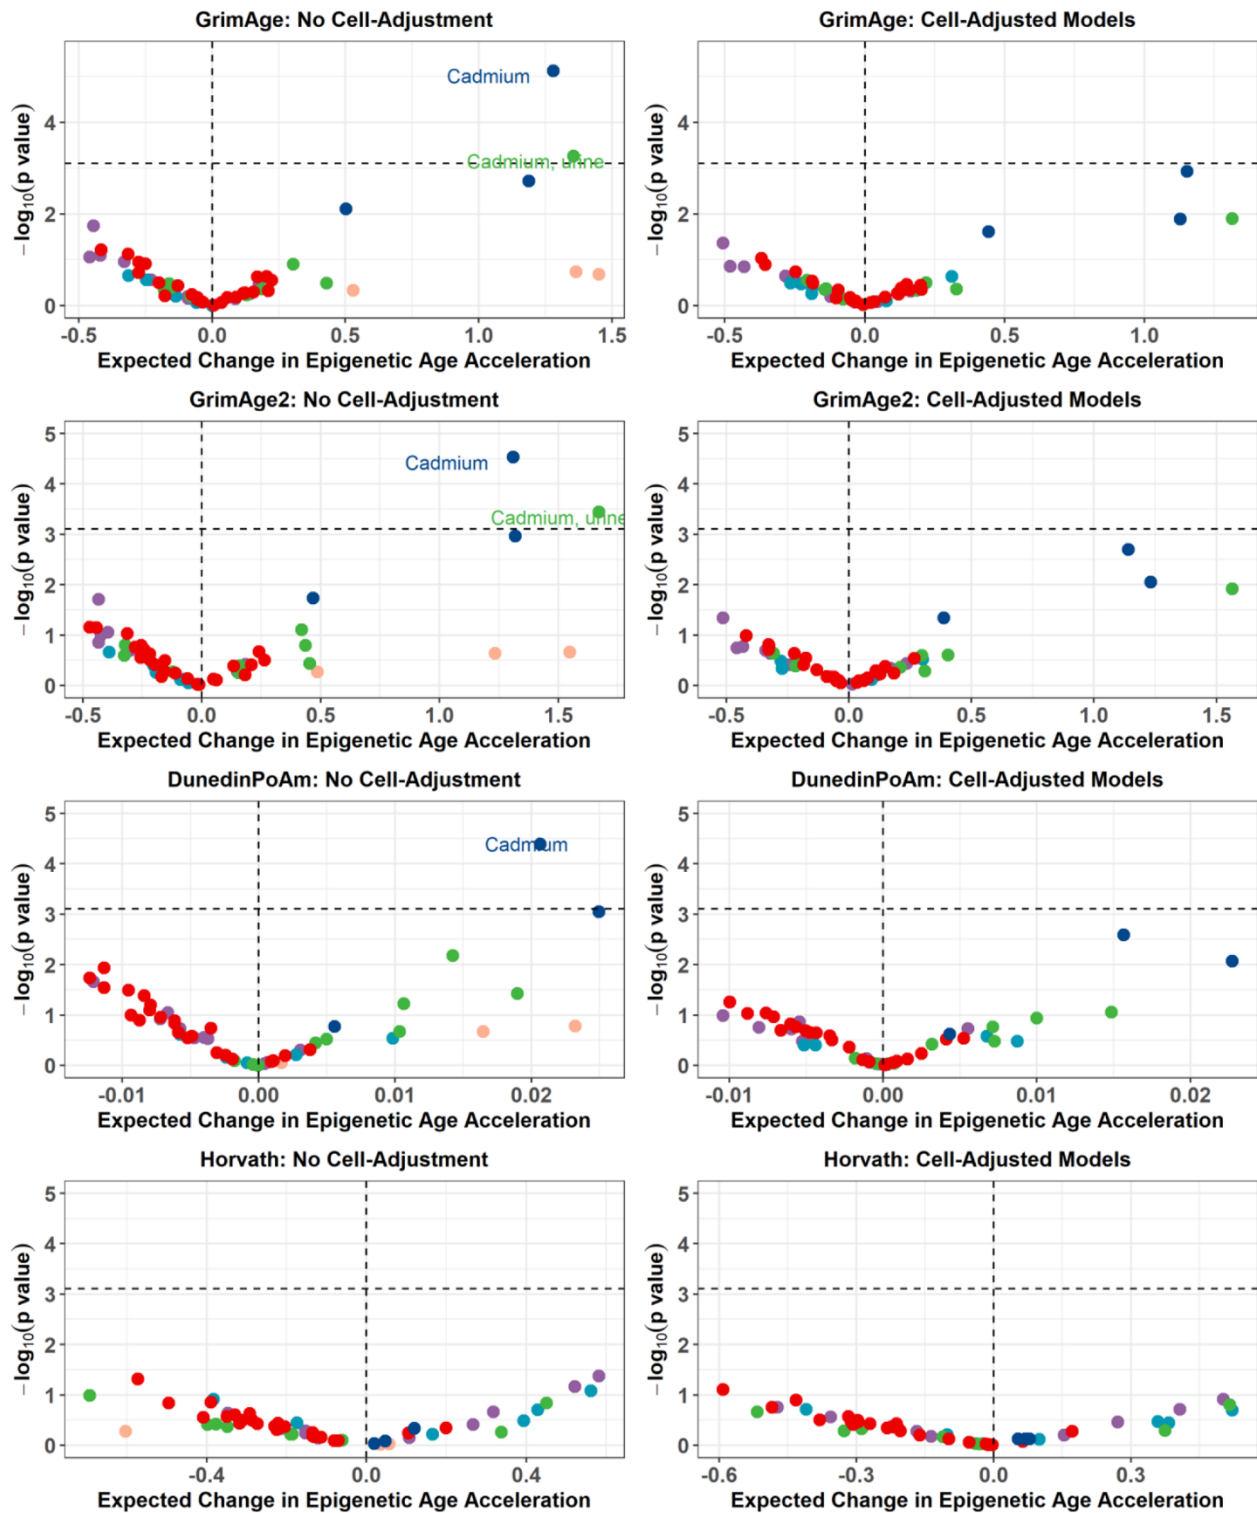 GrimAge: No Cell-Adjustment
−log10(p value)
4
2
0
Cadmium
Cadmium, urine
-0.5 0.0 0.5 1.0 1.5
Expected Change in Epigenetic Age Acceleration
GrimAge: Cell-Adjusted Models
−log10(p value)
4
2
0
-0.5 0.0 0.5 1.0
Expected Change in Epigenetic Age Acceleration
GrimAge2: No Cell-Adjustment
−log10(p value)
5
4
3
2
1
0
Cadmium
Cadmium, urine
-0.5 0.0 0.5 1.0 1.5
Expected Change in Epigenetic Age Acceleration
GrimAge2: Cell-Adjusted Models
−log10(p value)
5
4
3
2
1
0
-0.5 0.0 0.5 1.0 1.5
Expected Change in Epigenetic Age Acceleration
DunedinPoAm: No Cell-Adjustment
−log10(p value)
5
4
3
2
1
0
Cadmium
-0.01 0.00 0.01 0.02
Expected Change in Epigenetic Age Acceleration
DunedinPoAm: Cell-Adjusted Models
−log10(p value)
5
4
3
2
1
0
-0.01 0.00 0.01 0.02
Expected Change in Epigenetic Age Acceleration
Horvath: No Cell-Adjustment
−log10(p value)
5
4
3
2
1
0
-0.4 0.0 0.4
Expected Change in Epigenetic Age Acceleration
Horvath: Cell-Adjusted Models
−log10(p value)
5
4
3
2
1
0
-0.6 -0.3 0.0 0.3
Expected Change in Epigenetic Age Acceleration